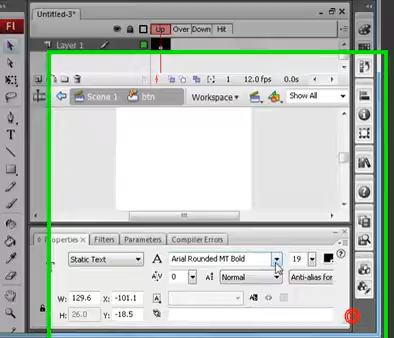 Fl
Untitled-3*
Up Over Down Hit
Layer 1
1 12.0 fps 0.0s
Scene 1 btn Workspace Show All
Properties × Filters Parameters Compiler Errors
Static Text A Arial Rounded MT Bold 19
A/V 0 Normal Anti-alias for
W: 129.6 X: -101.1
H: 26.0 Y: -18.5